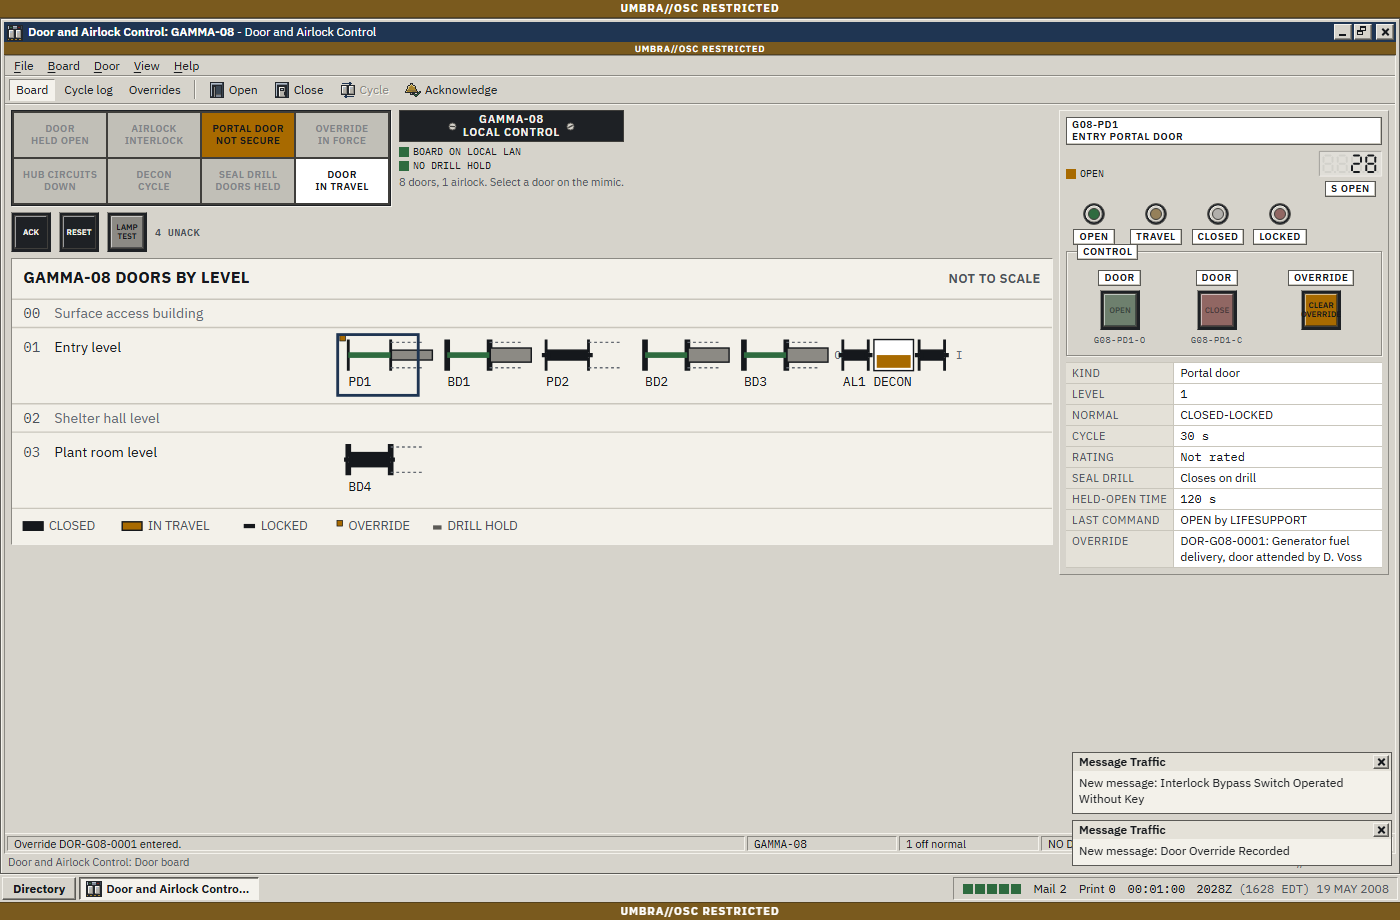 UMBRA//OSC RESTRICTED
Door and Airlock Control: GAMMA-08 - Door and Airlock Control
UMBRA//OSC RESTRICTED
File Board Door View Help
Board Cycle log Overrides Open Close Cycle Acknowledge
DOOR HELD OPEN
AIRLOCK INTERLOCK
PORTAL DOOR NOT SECURE
OVERRIDE IN FORCE
HUB CIRCUITS DOWN
DECON CYCLE
SEAL DRILL DOORS HELD
DOOR IN TRAVEL
GAMMA-08
LOCAL CONTROL
BOARD ON LOCAL LAN
NO DRILL HOLD
8 doors, 1 airlock. Select a door on the mimic.
ACK RESET LAMP TEST 4 UNACK
GAMMA-08 DOORS BY LEVEL NOT TO SCALE
00 Surface access building
01 Entry level
O I
PD1 BD1 PD2 BD2 BD3 AL1 DECON
02 Shelter hall level
03 Plant room level
BD4
CLOSED IN TRAVEL LOCKED OVERRIDE DRILL HOLD
G08-PD1
ENTRY PORTAL DOOR
OPEN 28
S OPEN
OPEN TRAVEL CLOSED LOCKED
CONTROL
DOOR DOOR OVERRIDE
OPEN CLOSE CLEAR OVERRIDE
G08-PD1-O G08-PD1-C
KIND Portal door
LEVEL 1
NORMAL CLOSED-LOCKED
CYCLE 30 s
RATING Not rated
SEAL DRILL Closes on drill
HELD-OPEN TIME 120 s
LAST COMMAND OPEN by LIFESUPPORT
OVERRIDE DOR-G08-0001: Generator fuel
delivery, door attended by D. Voss
Message Traffic
New message: Interlock Bypass Switch Operated
Without Key
Message Traffic
New message: Door Override Recorded
Override DOR-G08-0001 entered. GAMMA-08 1 off normal NO D
Door and Airlock Control: Door board
Directory Door and Airlock Contro... Mail 2 Print 0 00:01:00 2028Z (1628 EDT) 19 MAY 2008
UMBRA//OSC RESTRICTED